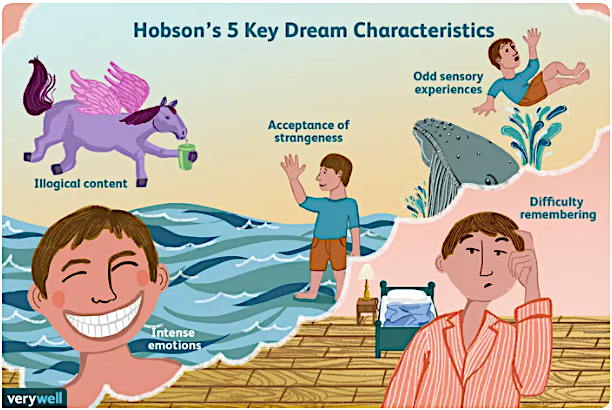 Hobson's 5 Key Dream Characteristics
Odd sensory
experiences
Acceptance of
strangeness
Illogical content
Difficulty
remembering
Intense
emotions
verywell